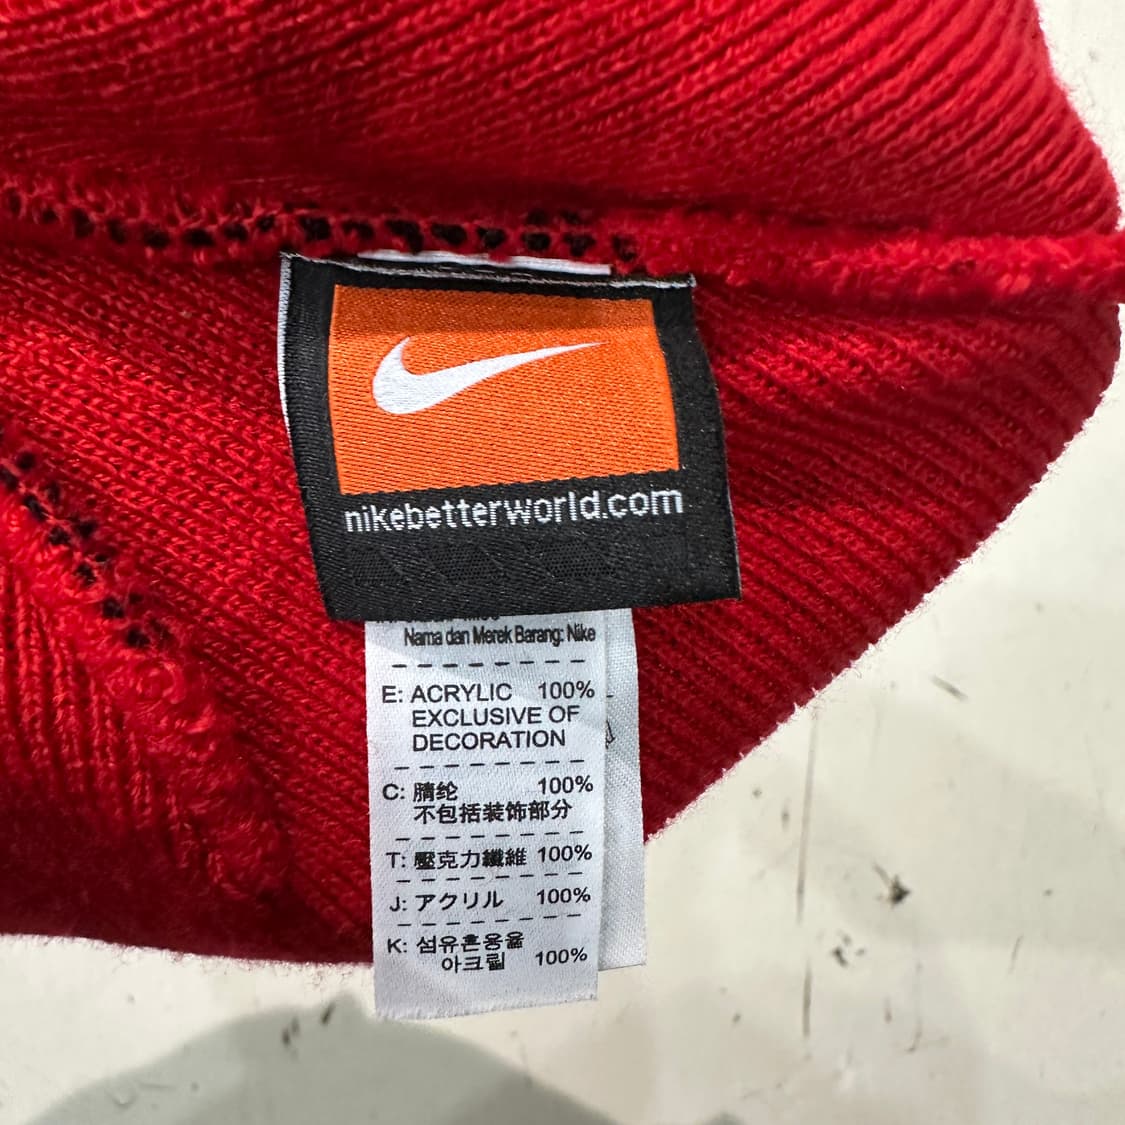 nikebetterworld.com
Nama dan Merek Barang: Nike
E: ACRYLIC 100%
EXCLUSIVE OF
DECORATION
C:腈纶 100%
不包括装饰部分
T: 壓克力纖維 100%
J: アクリル 100%
K: 섬유혼용율
아크릴 100%